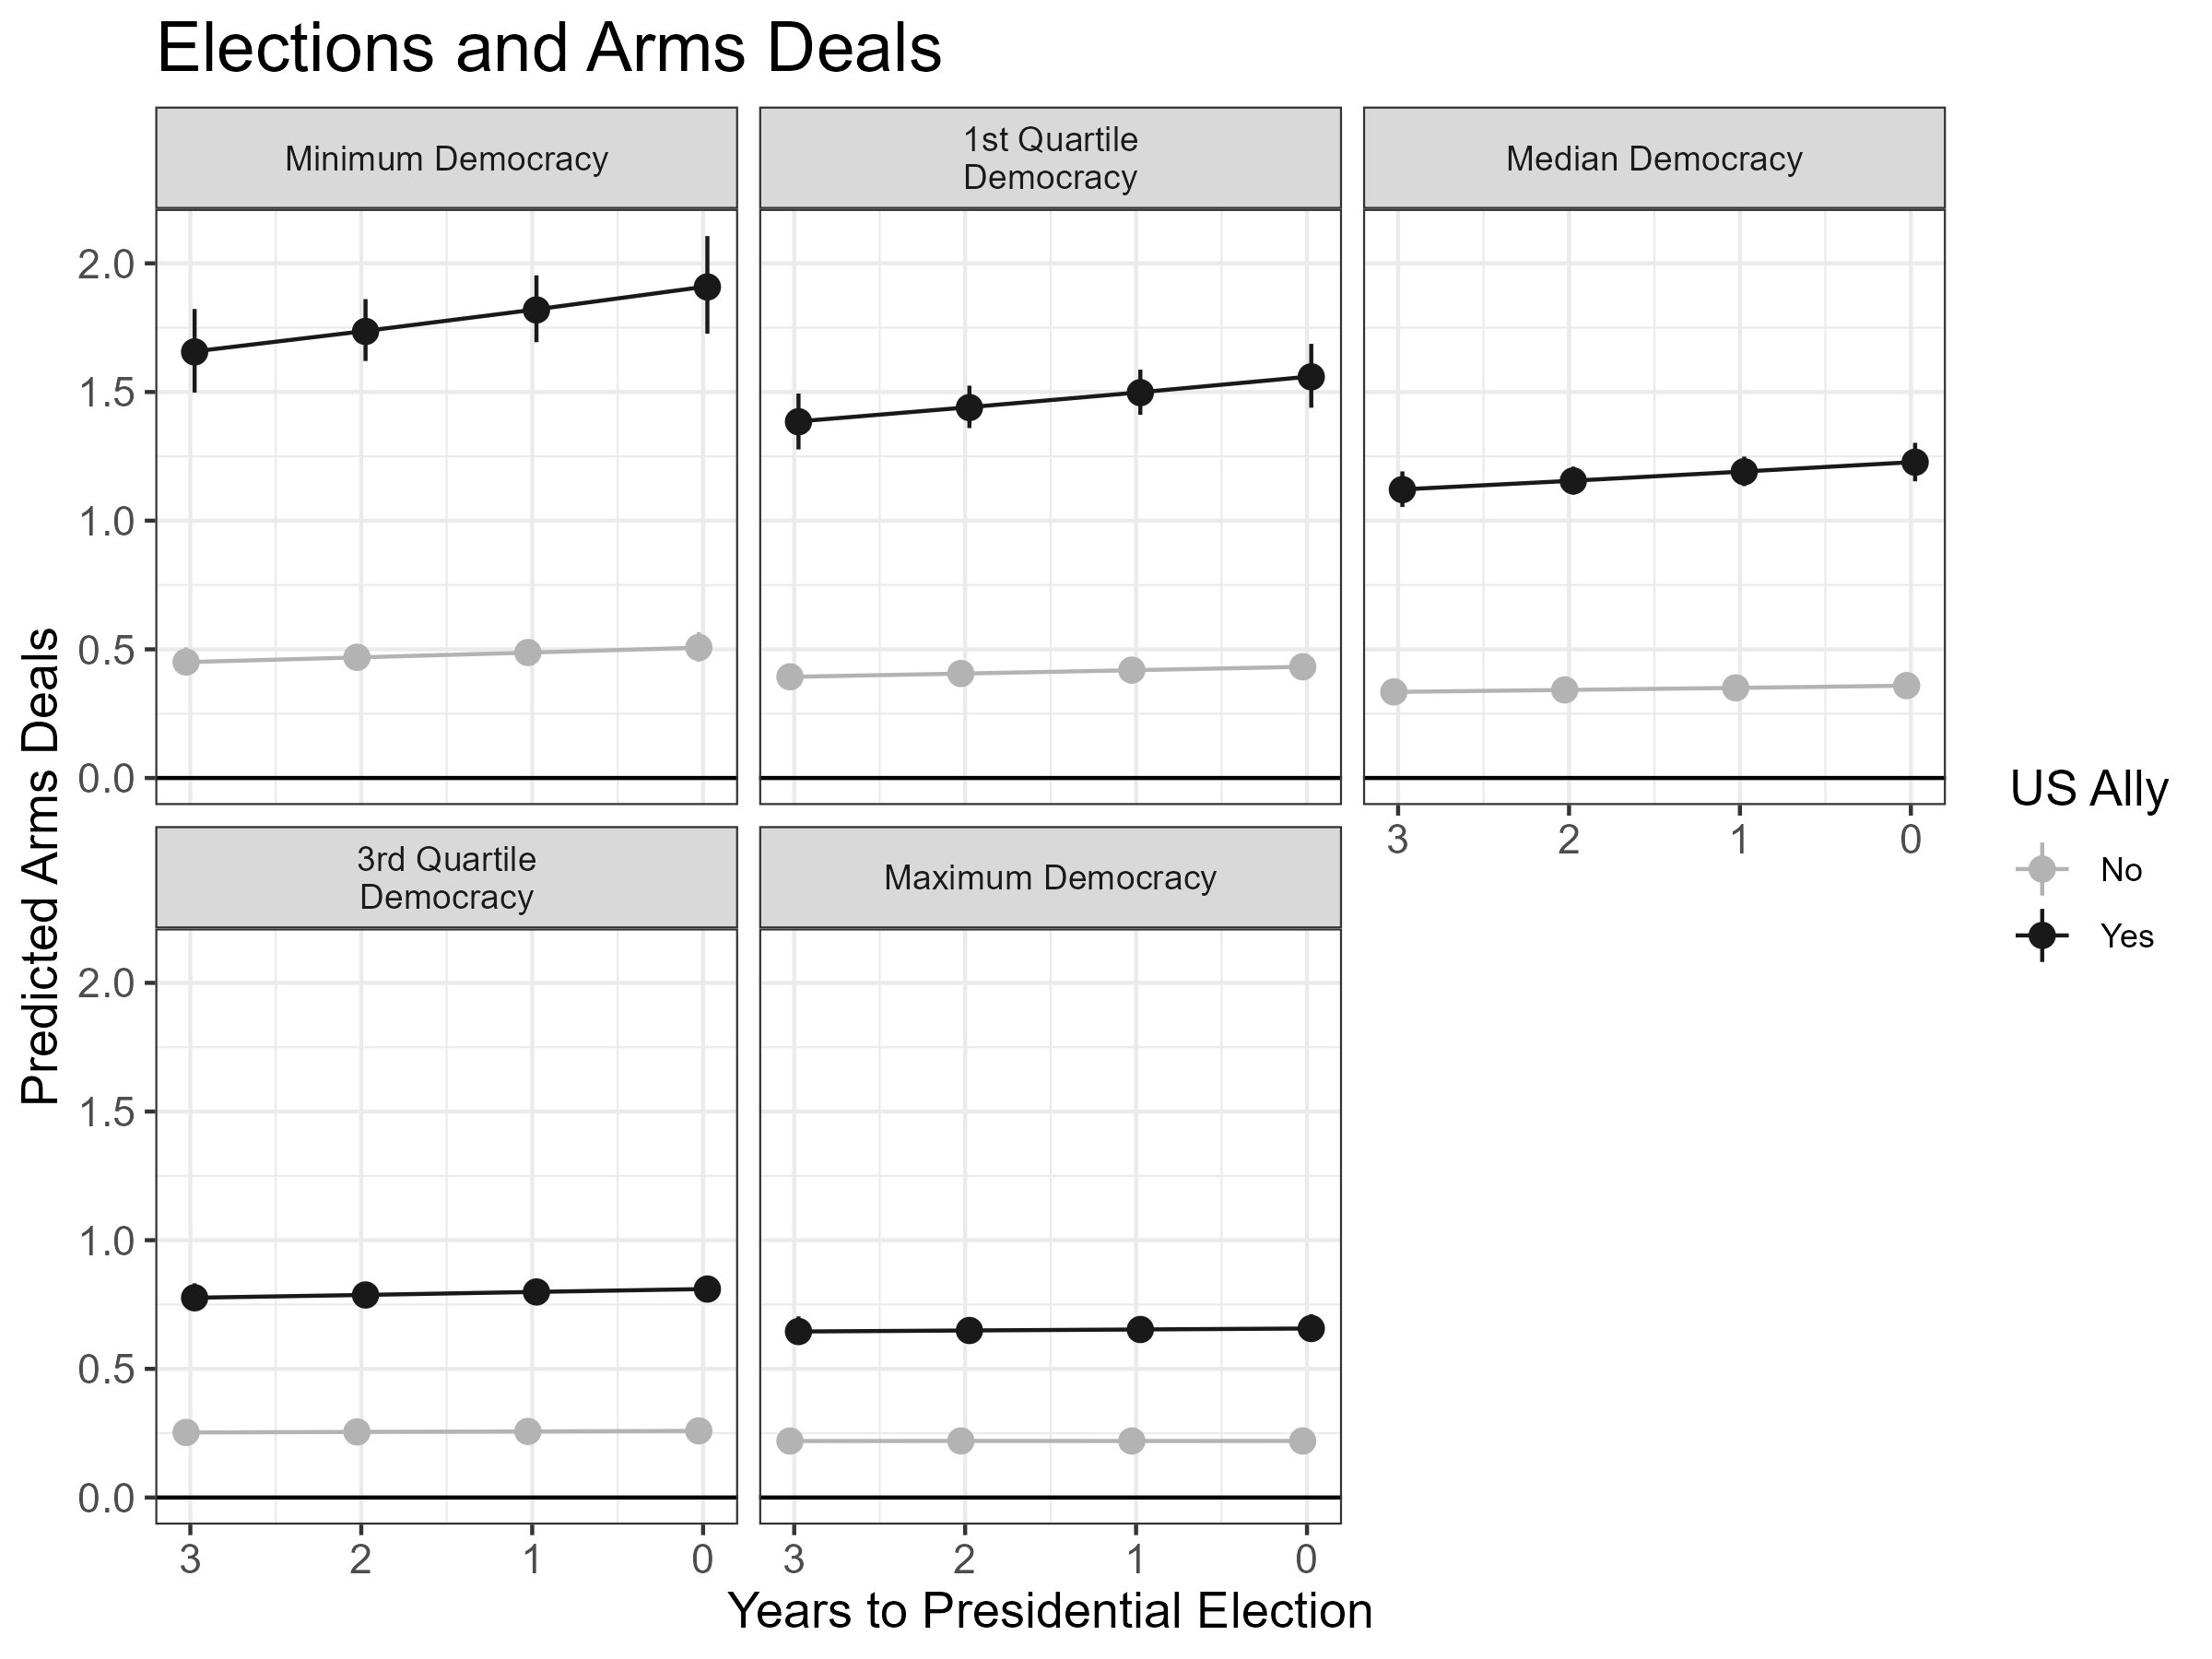 Elections and Arms Deals
Minimum Democracy
1st Quartile
Democracy
Median Democracy
2.0
1.5
1.0
0.5
0.0
3 2 1 0
3rd Quartile
Democracy
Maximum Democracy
2.0
1.5
1.0
0.5
0.0
3 2 1 0
3 2 1 0
Predicted Arms Deals
Years to Presidential Election
US Ally
No
Yes